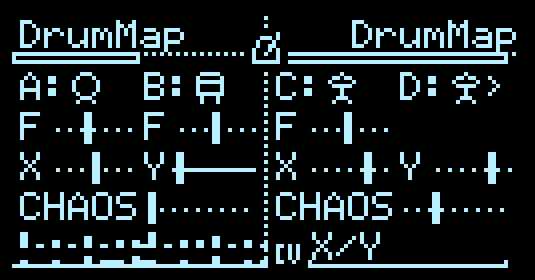 DrumMap DrumMap
A: B: C: D: >
F F F
X Y X Y
CHAOS CHAOS
CV X/Y